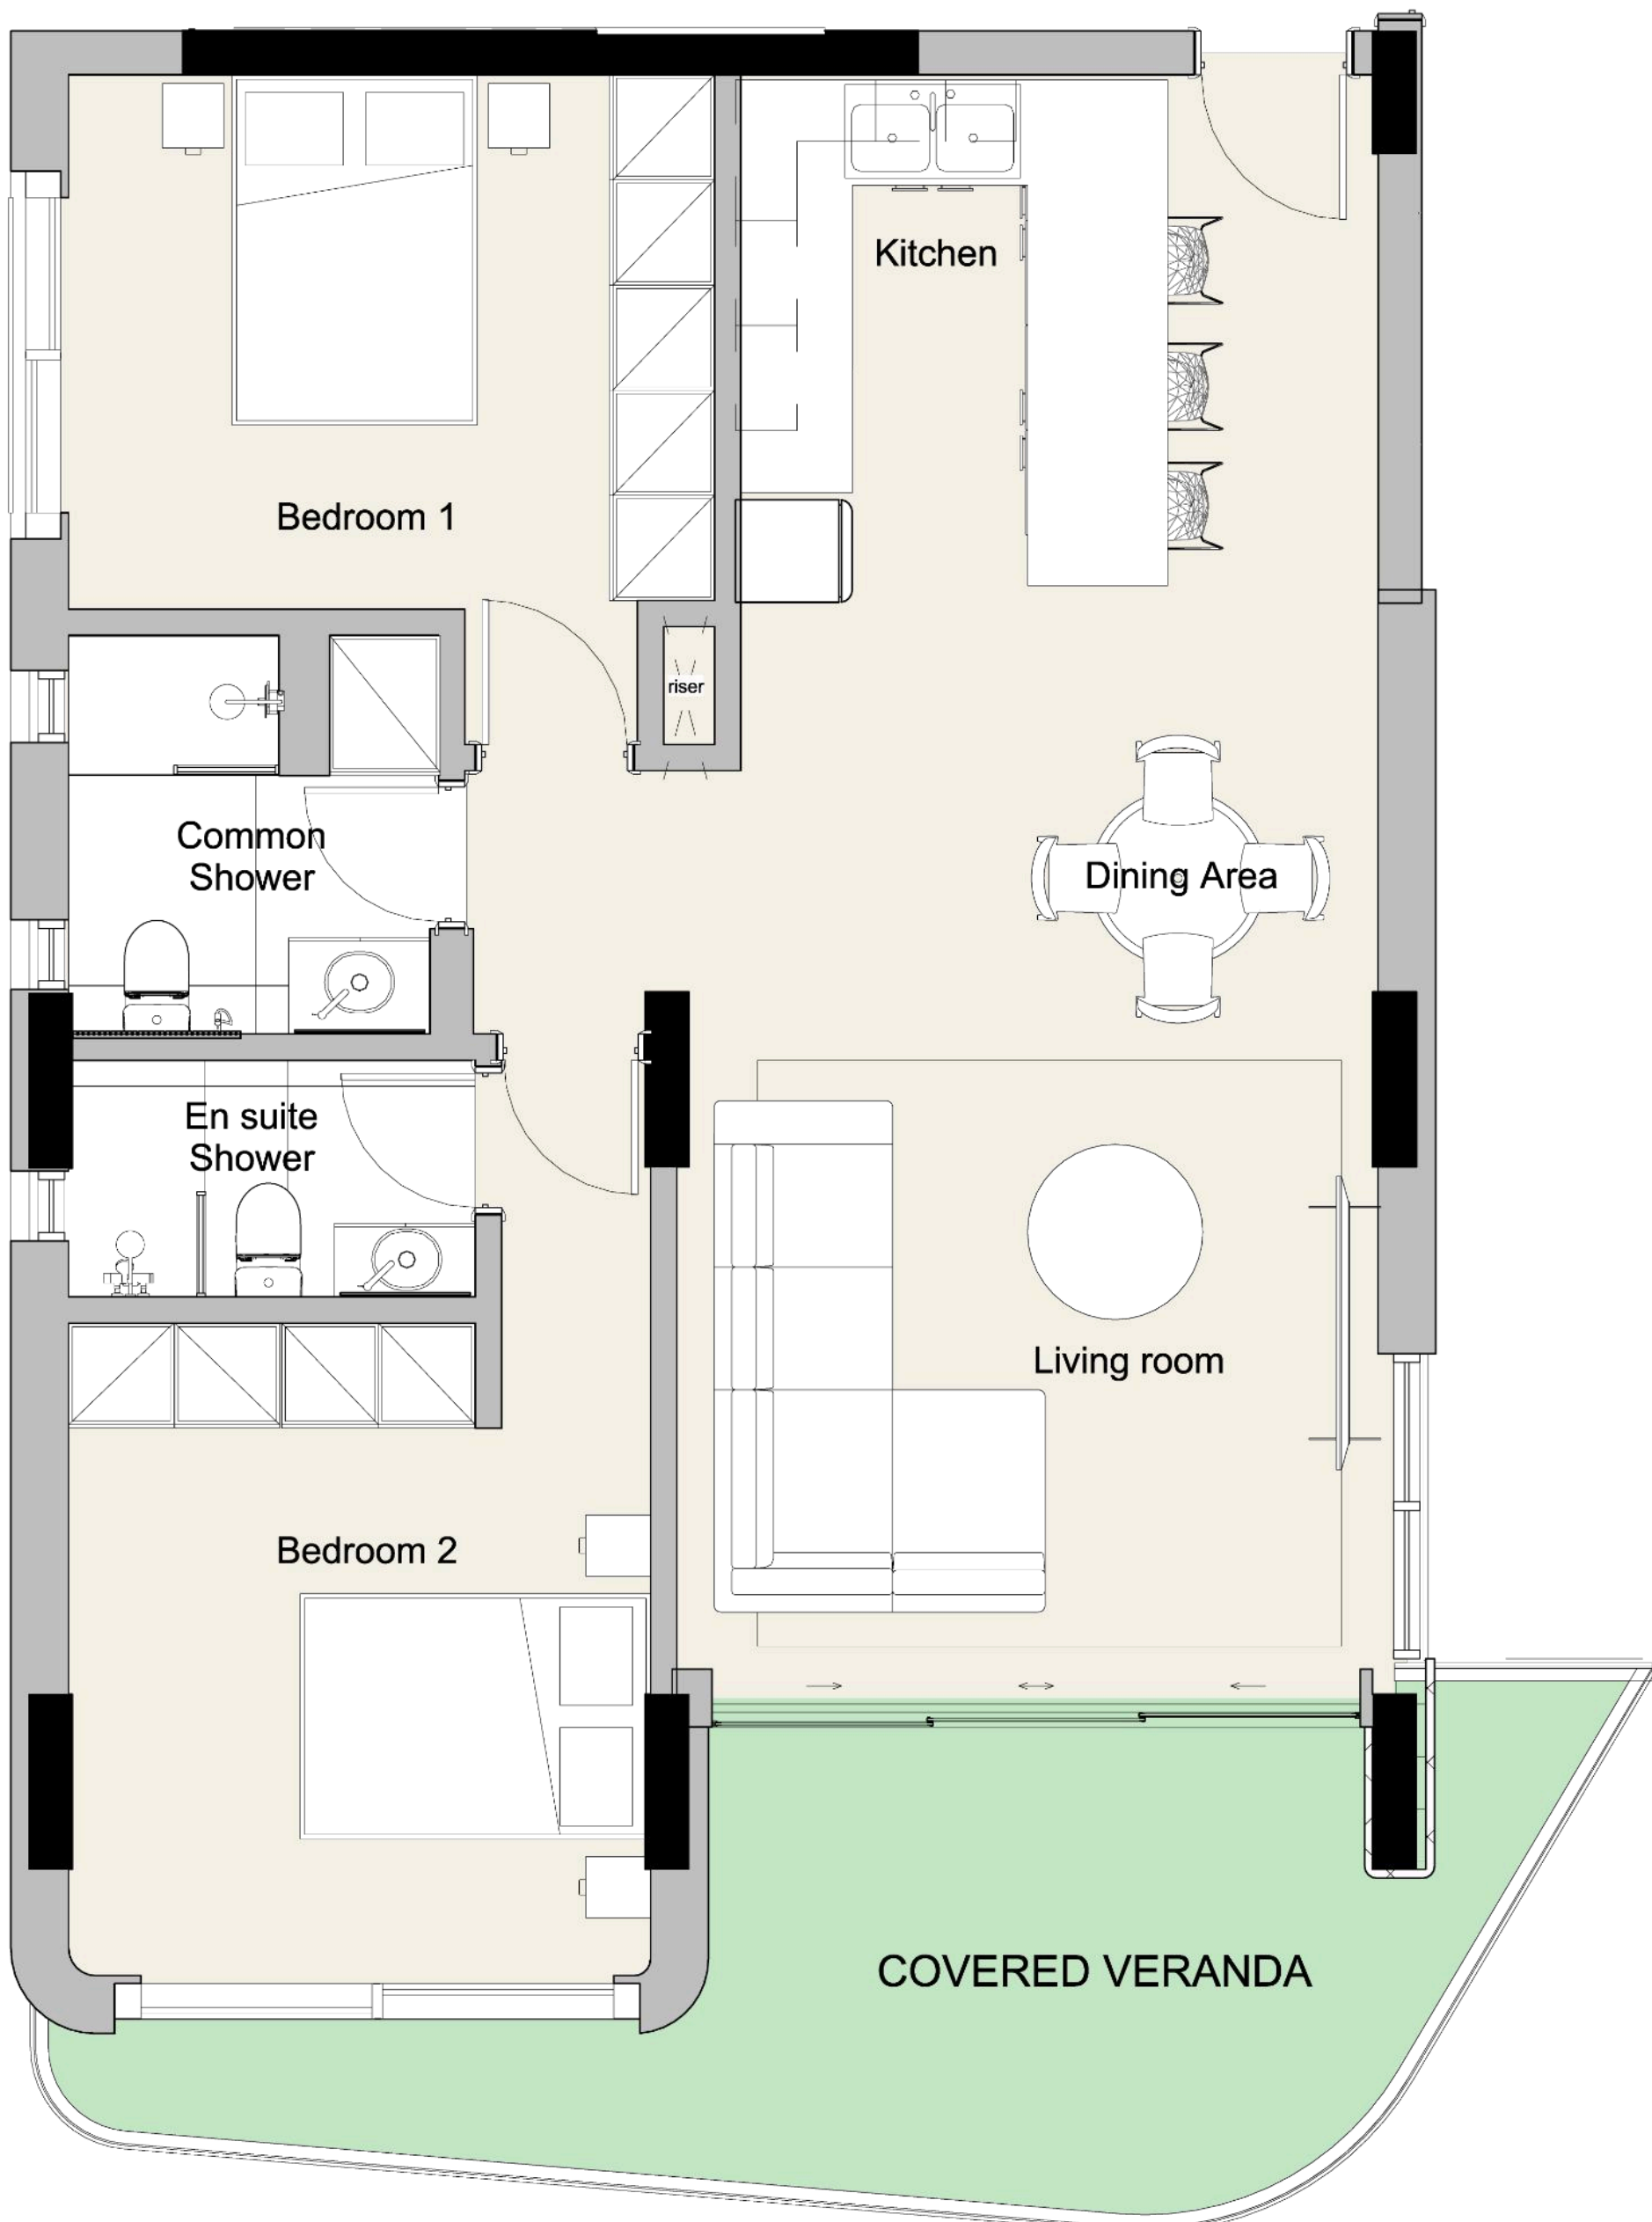 Kitchen
Bedroom 1
riser
Common
Shower
Dining Area
En suite
Shower
Living room
Bedroom 2
COVERED VERANDA